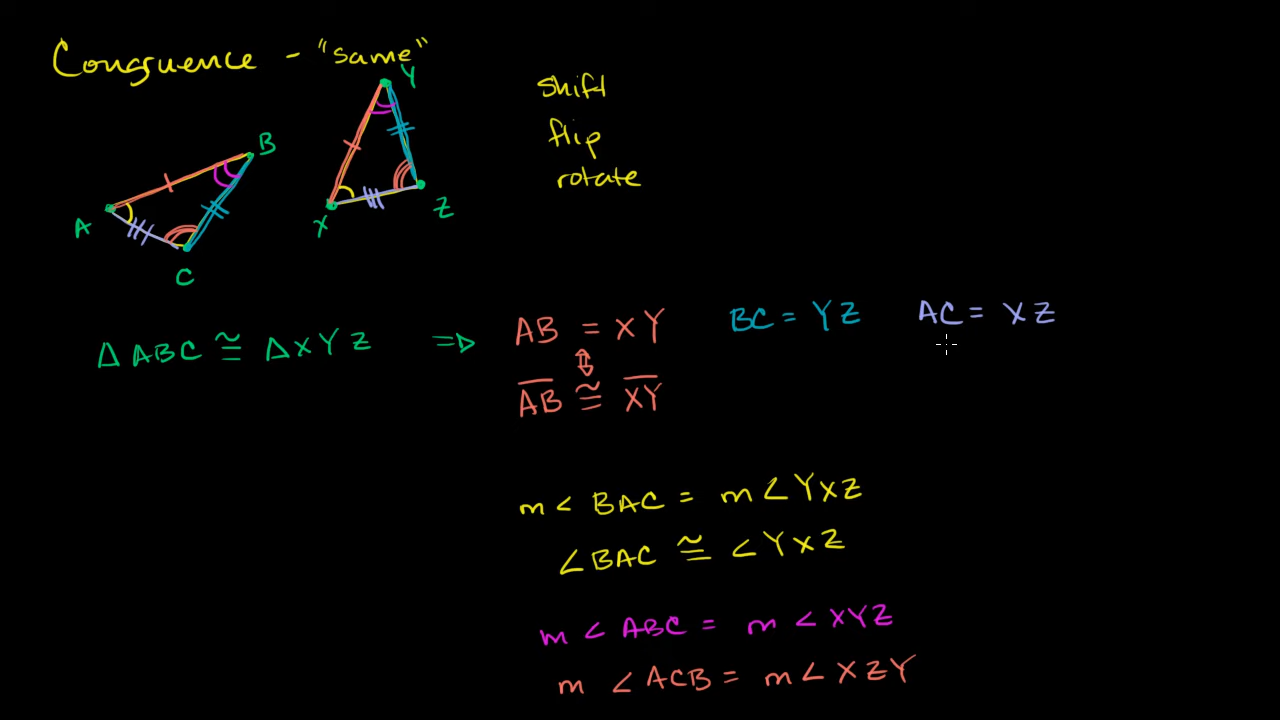 Congruence - "same"
Y
B
A
C
X
Z
shift
flip
rotate
△ABC ≅ △XYZ ⇒ AB = XY BC = YZ AC = XZ
⇕
A̅B̅ ≅ X̅Y̅
m∠BAC = m∠YXZ
∠BAC ≅ ∠YXZ
m∠ABC = m∠XYZ
m∠ACB = m∠XZY